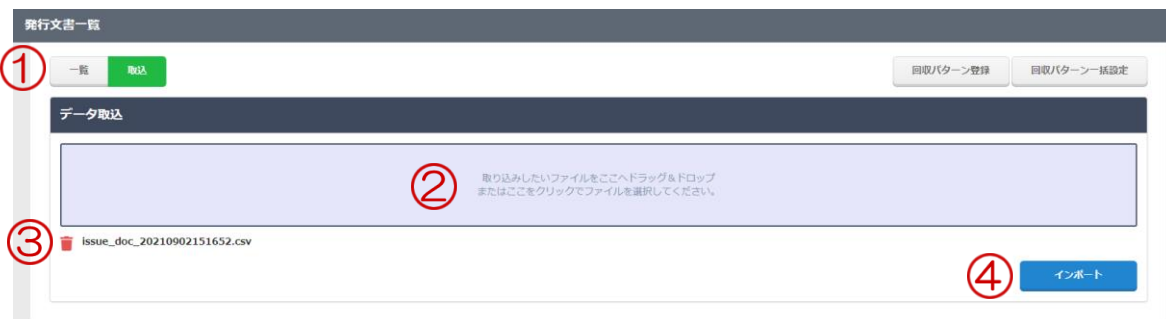 発行文書一覧
① 一覧 取込 回収パターン登録 回収パターン一括設定
データ取込
② 取り込みしたいファイルをここへドラッグ&ドロップ
またはここをクリックでファイルを選択してください。
③ issue_doc_20210902151652.csv
④ インポート